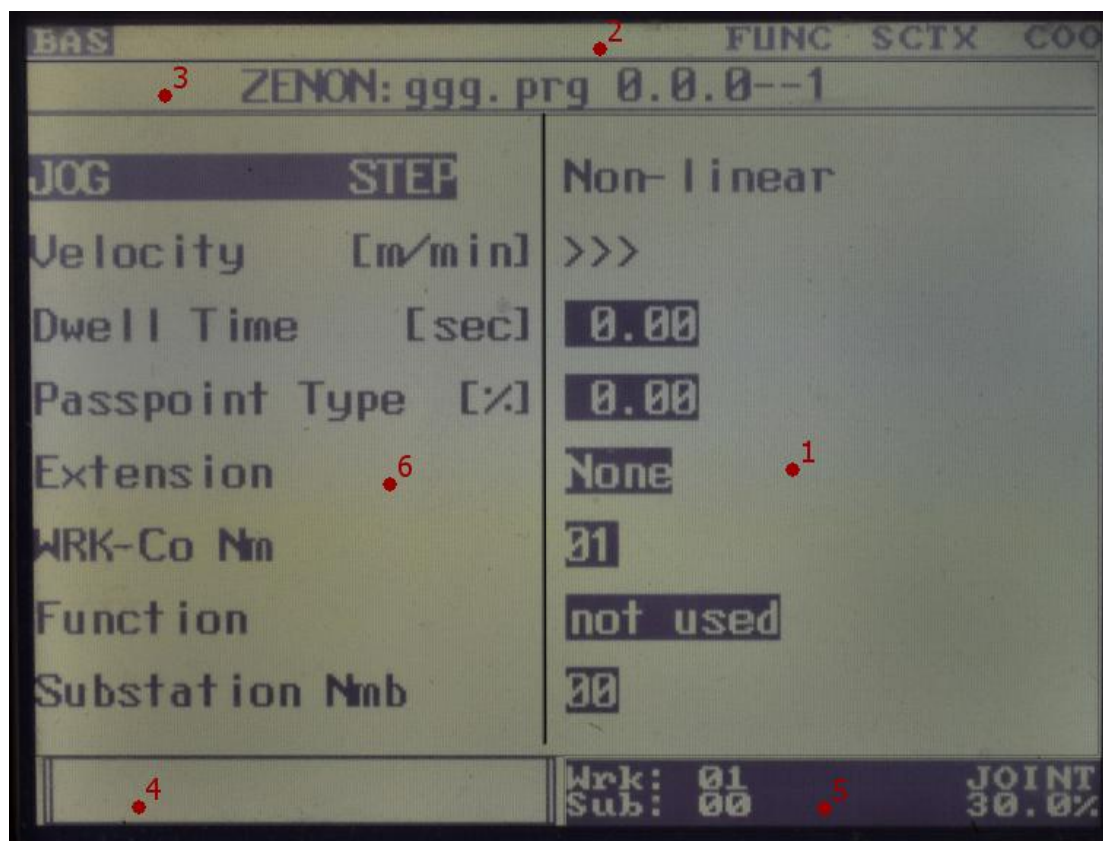 BAS 2 FUNC SCTX COO
3 ZENON: ggg.prg 0.0.0--1
JOG STEP Non-linear
Velocity [m/min] >>>
Dwell Time [sec] 0.00
Passpoint Type [%] 0.00
Extension 6 None 1
WRK-Co Nm 01
Function not used
Substation Nmb 00
4 Wrk: 01 5 JOINT
Sub: 00 30.0%